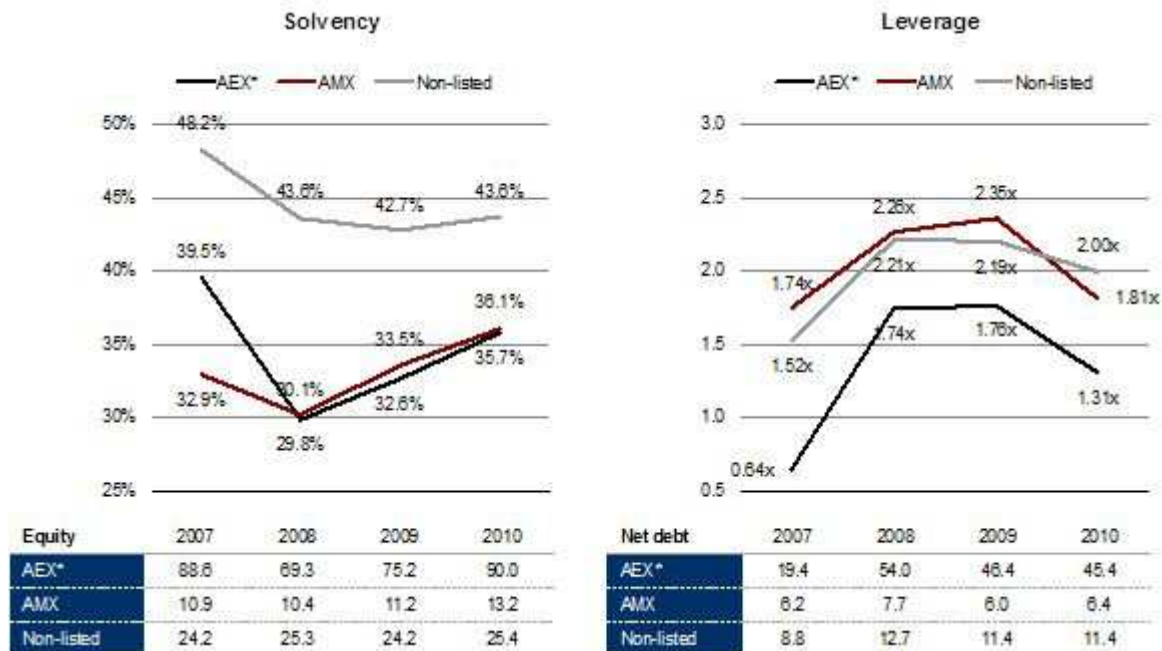 Solvency
AEX* AMX Non-listed
50%
48.2%
45%
43.6%
42.7%
43.6%
40%
39.5%
36.1%
35%
33.5%
35.7%
32.9%
30.1%
32.6%
30%
29.8%
25%
Equity 2007 2008 2009 2010
AEX* 88.6 69.3 75.2 90.0
AMX 10.9 10.4 11.2 13.2
Non-listed 24.2 25.3 24.2 25.4
Leverage
AEX* AMX Non-listed
3.0
2.5
2.26x
2.35x
2.00x
2.0
1.74x
2.21x
2.19x
1.81x
1.5
1.52x
1.74x
1.76x
1.31x
1.0
0.64x
0.5
Net debt 2007 2008 2009 2010
AEX* 19.4 54.0 46.4 45.4
AMX 6.2 7.7 6.0 6.4
Non-listed 8.8 12.7 11.4 11.4